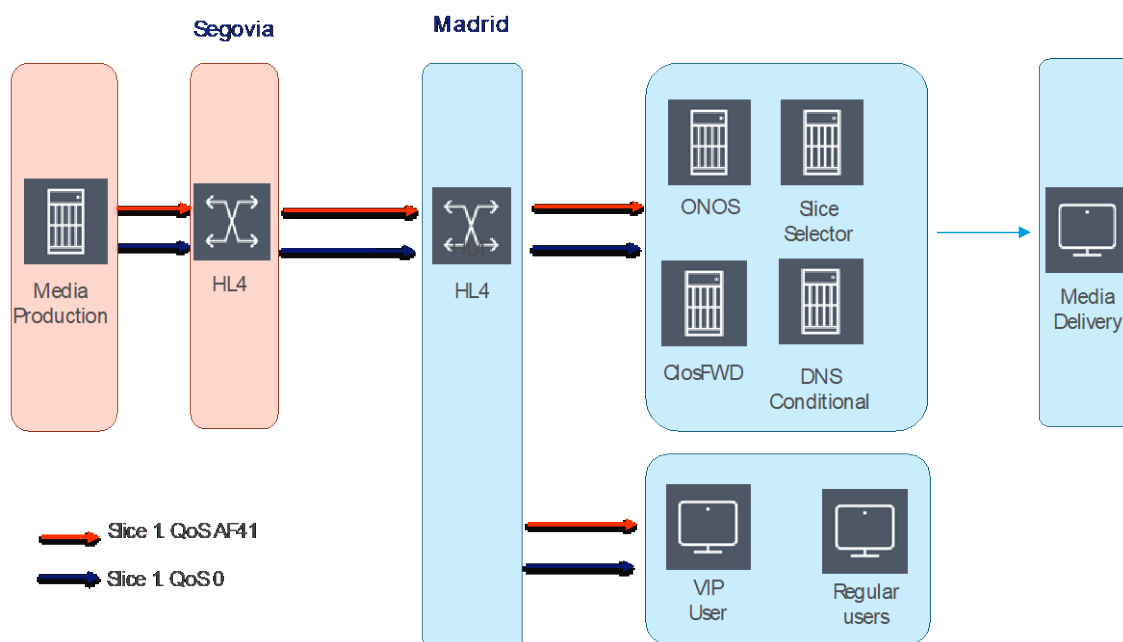 Segovia
Madrid
Media
Production
HL4
HL4
ONOS
Slice
Selector
ClosFWD
DNS
Conditional
Media
Delivery
Slice 1. QoS AF41
Slice 1. QoS 0
VIP
User
Regular
users